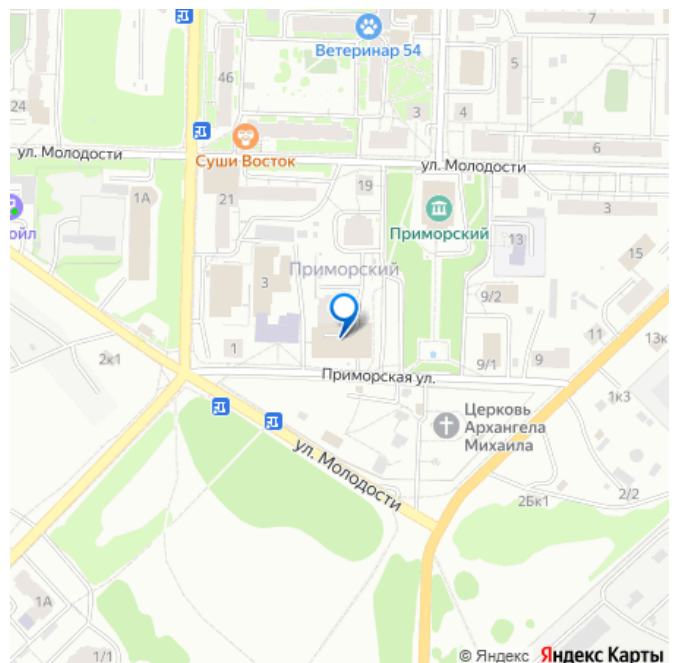 7
Ветеринар 54
5
46
24
3
4
Суши Восток
6
ул. Молодости
ул. Молодости
19
1А
21
3
ойл
Приморский
13
15
Приморский
3
9/2
11
13к
1
2к1
9/1
9
Приморская ул.
1к3
Церковь
Архангела
Михаила
ул. Молодости
2Бк1
2/2
1А
1/1
© Яндекс Яндекс Карты